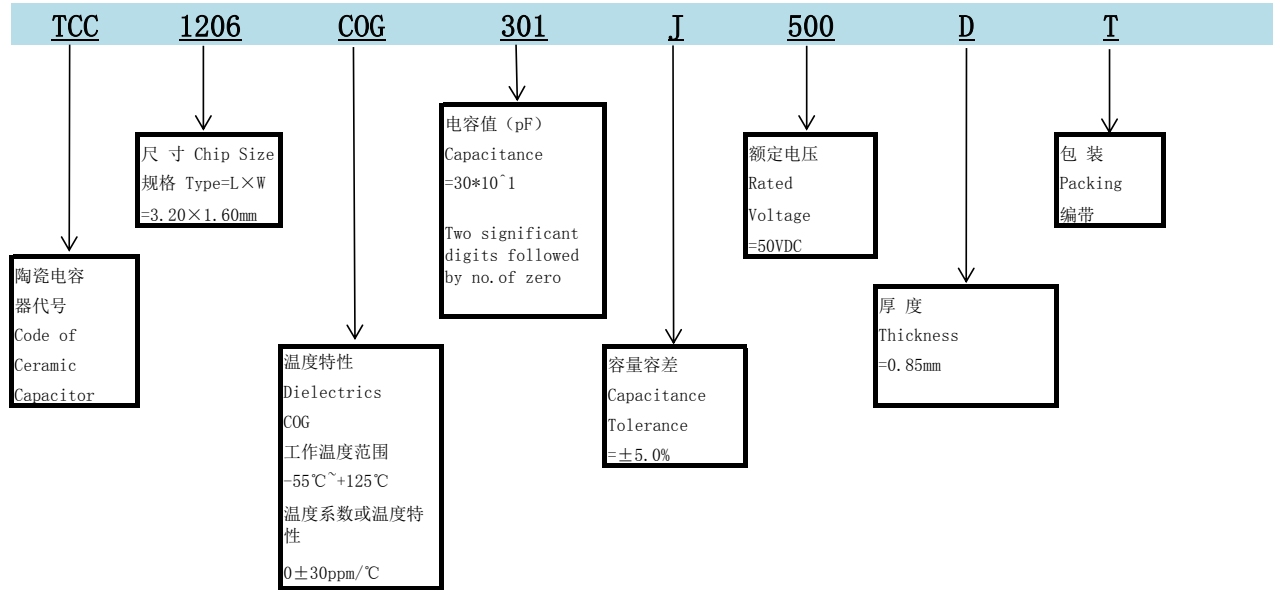 TCC 1206 COG 301 J 500 D T
陶瓷电容
器代号
Code of
Ceramic
Capacitor
尺 寸 Chip Size
规格 Type=L×W
=3.20×1.60mm
温度特性
Dielectrics
COG
工作温度范围
-55℃~+125℃
温度系数或温度特
性
0±30ppm/℃
电容值（pF）
Capacitance
=30*10^1
Two significant
digits followed
by no.of zero
容量容差
Capacitance
Tolerance
=±5.0%
额定电压
Rated
Voltage
=50VDC
厚 度
Thickness
=0.85mm
包 装
Packing
编带